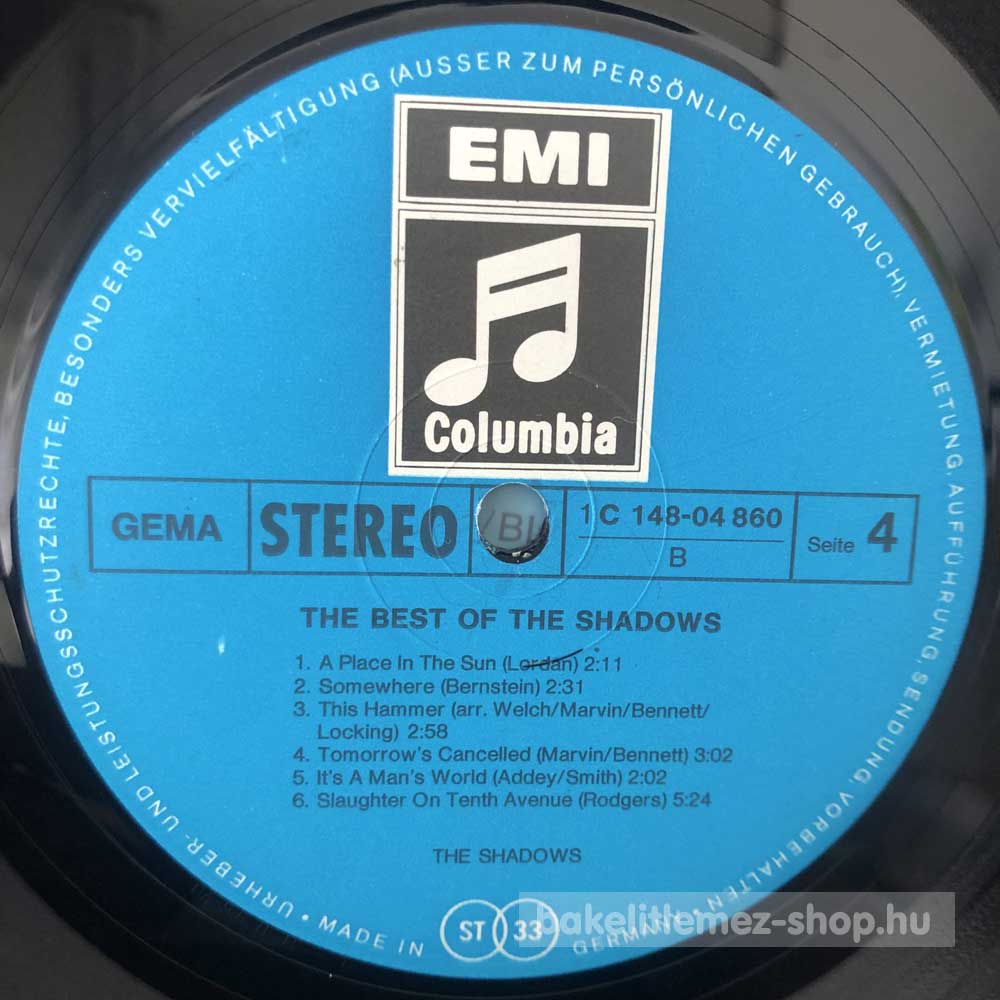 URHEBER- UND LEISTUNGSSCHUTZRECHTE, BESONDERS VERVIELFÄLTIGUNG (AUSSER ZUM PERSÖNLICHEN GEBRAUCH), VERMIETUNG, AUFFÜHRUNG, SENDUNG, VORBEHALTEN •
EMI
Columbia
GEMA
STEREO
1 C 148-04 860
B
Seite 4
THE BEST OF THE SHADOWS
1. A Place In The Sun (Lordan) 2:11
2. Somewhere (Bernstein) 2:31
3. This Hammer (arr. Welch/Marvin/Bennett/
Locking) 2:58
4. Tomorrow's Cancelled (Marvin/Bennett) 3:02
5. It's A Man's World (Addey/Smith) 2:02
6. Slaughter On Tenth Avenue (Rodgers) 5:24
THE SHADOWS
• MW MADE IN GERMANY
ST 33
bakelitlemez-shop.hu